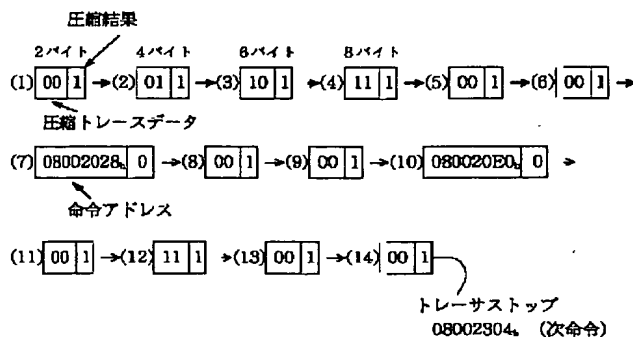 圧縮結果
2バイト 4バイト 6バイト 8バイト
(1) 00 1 → (2) 01 1 → (3) 10 1 → (4) 11 1 → (5) 00 1 → (6) 00 1 →
圧縮トレースデータ
(7) 08002028h 0 → (8) 00 1 → (9) 00 1 → (10) 080020E0h 0 →
命令アドレス
(11) 00 1 → (12) 11 1 → (13) 00 1 → (14) 00 1
トレーサストップ
08002304h (次命令)